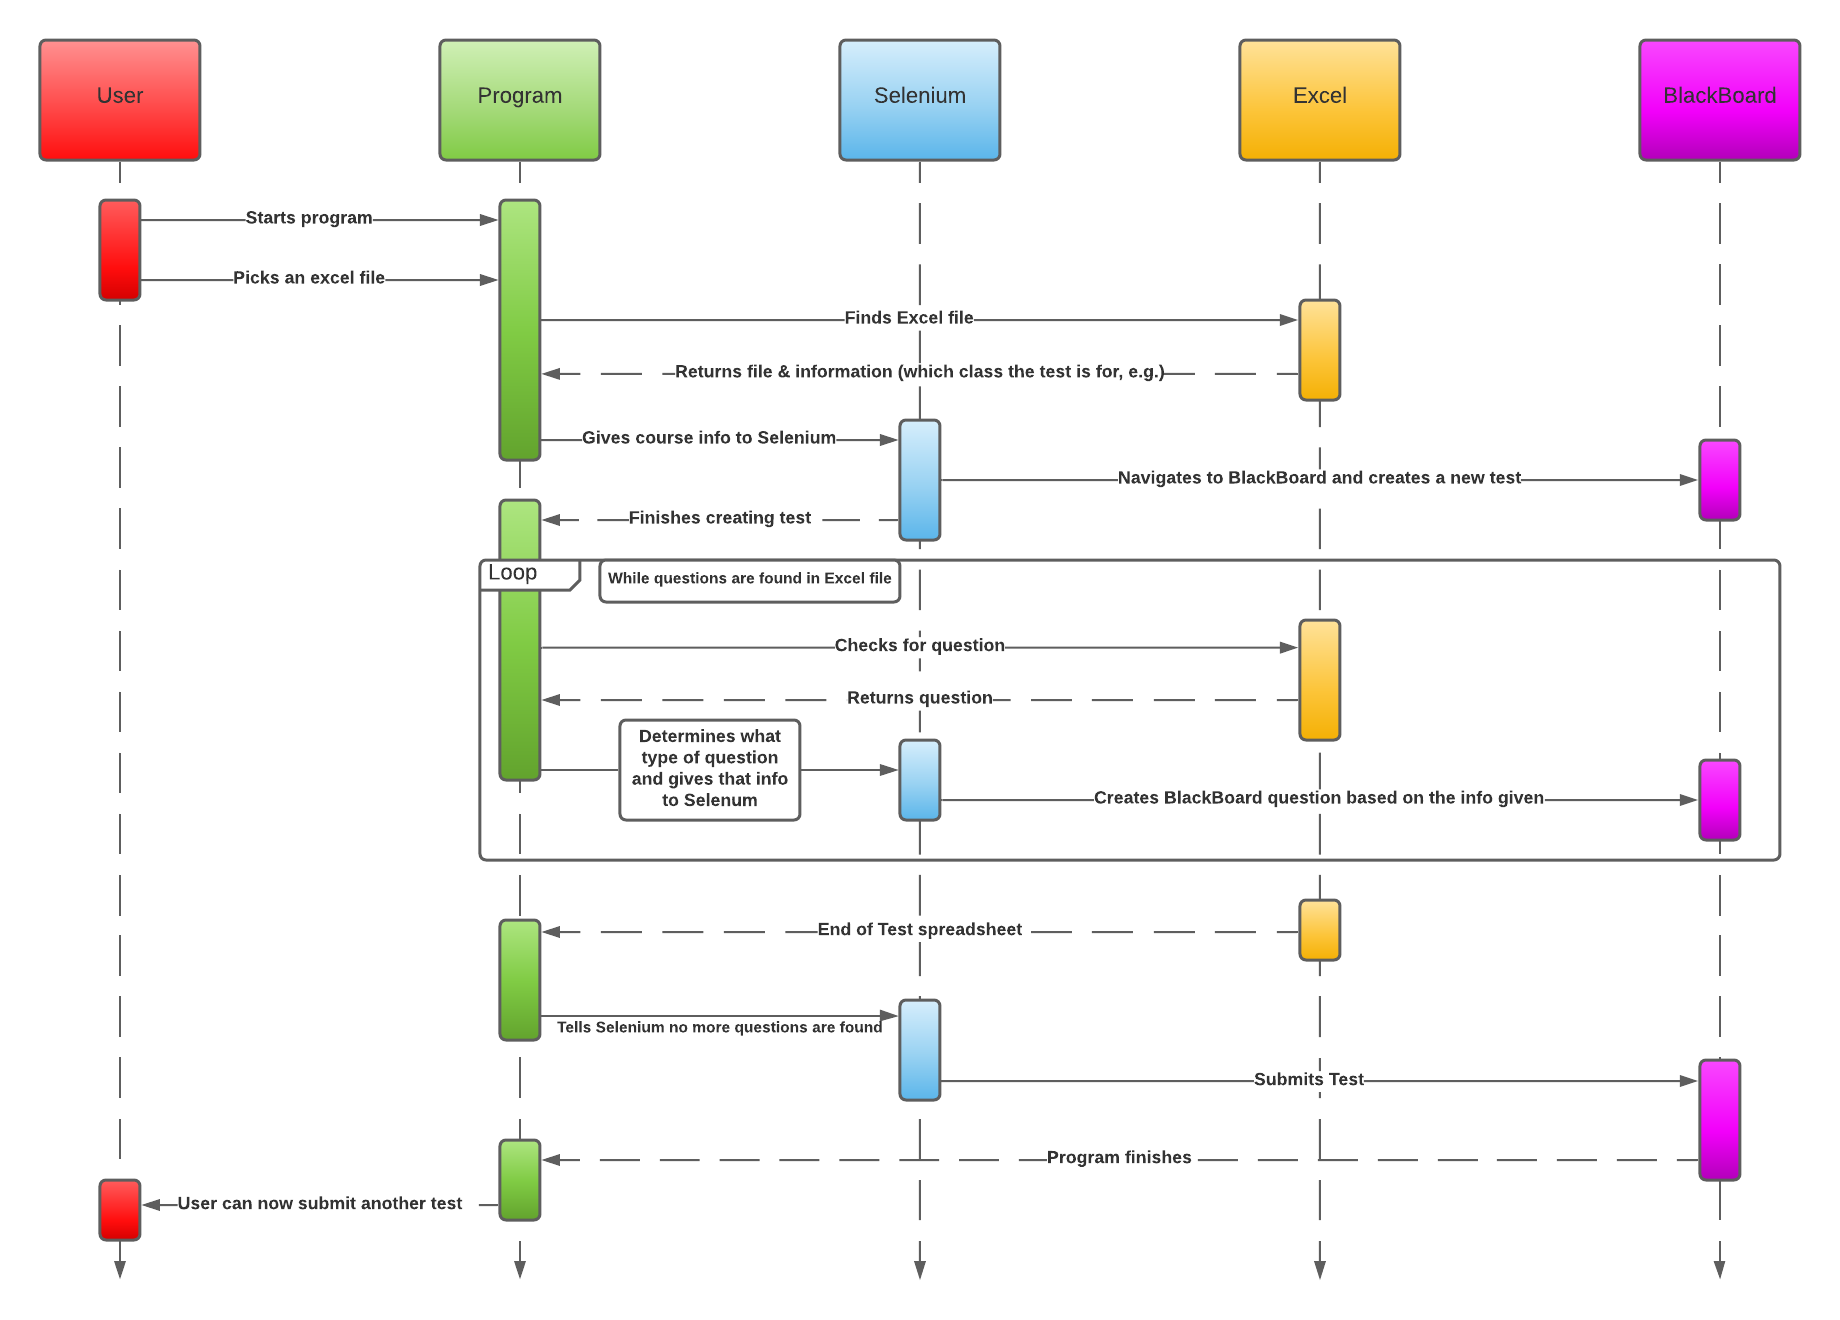 User
Program
Selenium
Excel
BlackBoard
Starts program
Picks an excel file
Finds Excel file
Returns file & information (which class the test is for, e.g.)
Gives course info to Selenium
Navigates to BlackBoard and creates a new test
Finishes creating test
Loop
While questions are found in Excel file
Checks for question
Returns question
Determines what
type of question
and gives that info
to Selenum
Creates BlackBoard question based on the info given
End of Test spreadsheet
Tells Selenium no more questions are found
Submits Test
Program finishes
User can now submit another test